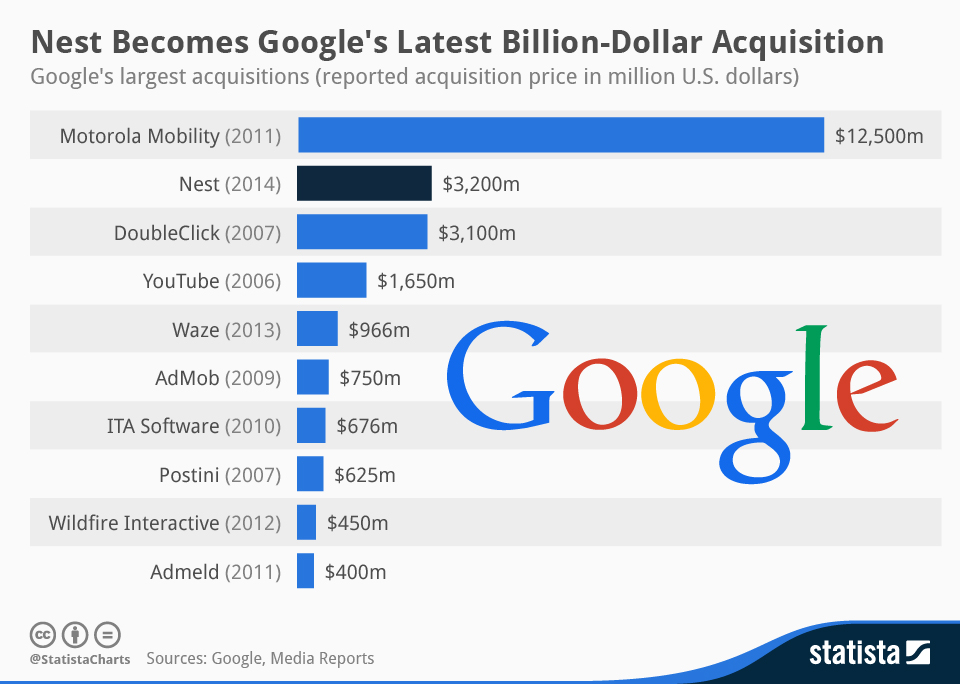 Nest Becomes Google's Latest Billion-Dollar Acquisition
Google's largest acquisitions (reported acquisition price in million U.S. dollars)
Motorola Mobility (2011) $12,500m
Nest (2014) $3,200m
DoubleClick (2007) $3,100m
YouTube (2006) $1,650m
Waze (2013) $966m
AdMob (2009) $750m
ITA Software (2010) $676m
Postini (2007) $625m
Wildfire Interactive (2012) $450m
Admeld (2011) $400m
Google
cc
@StatistaCharts Sources: Google, Media Reports
statista